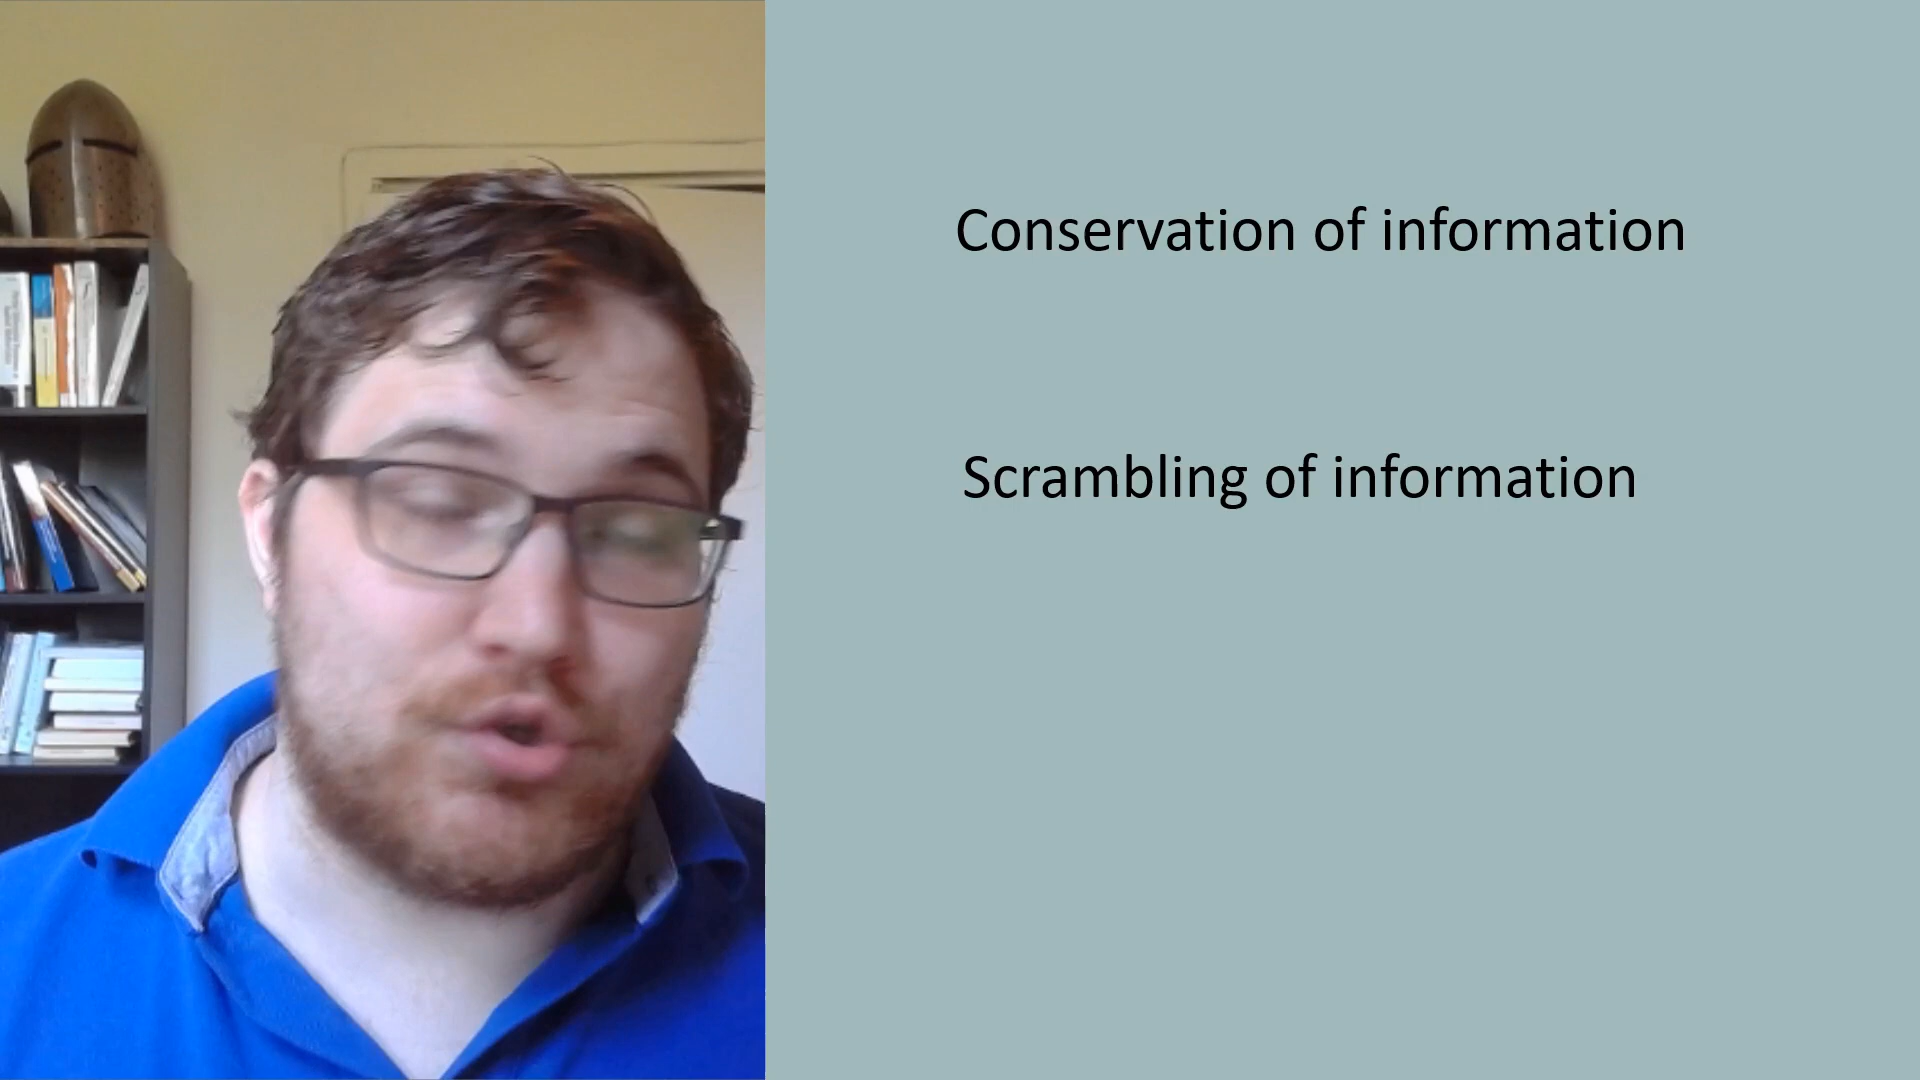 Conservation of information
Scrambling of information